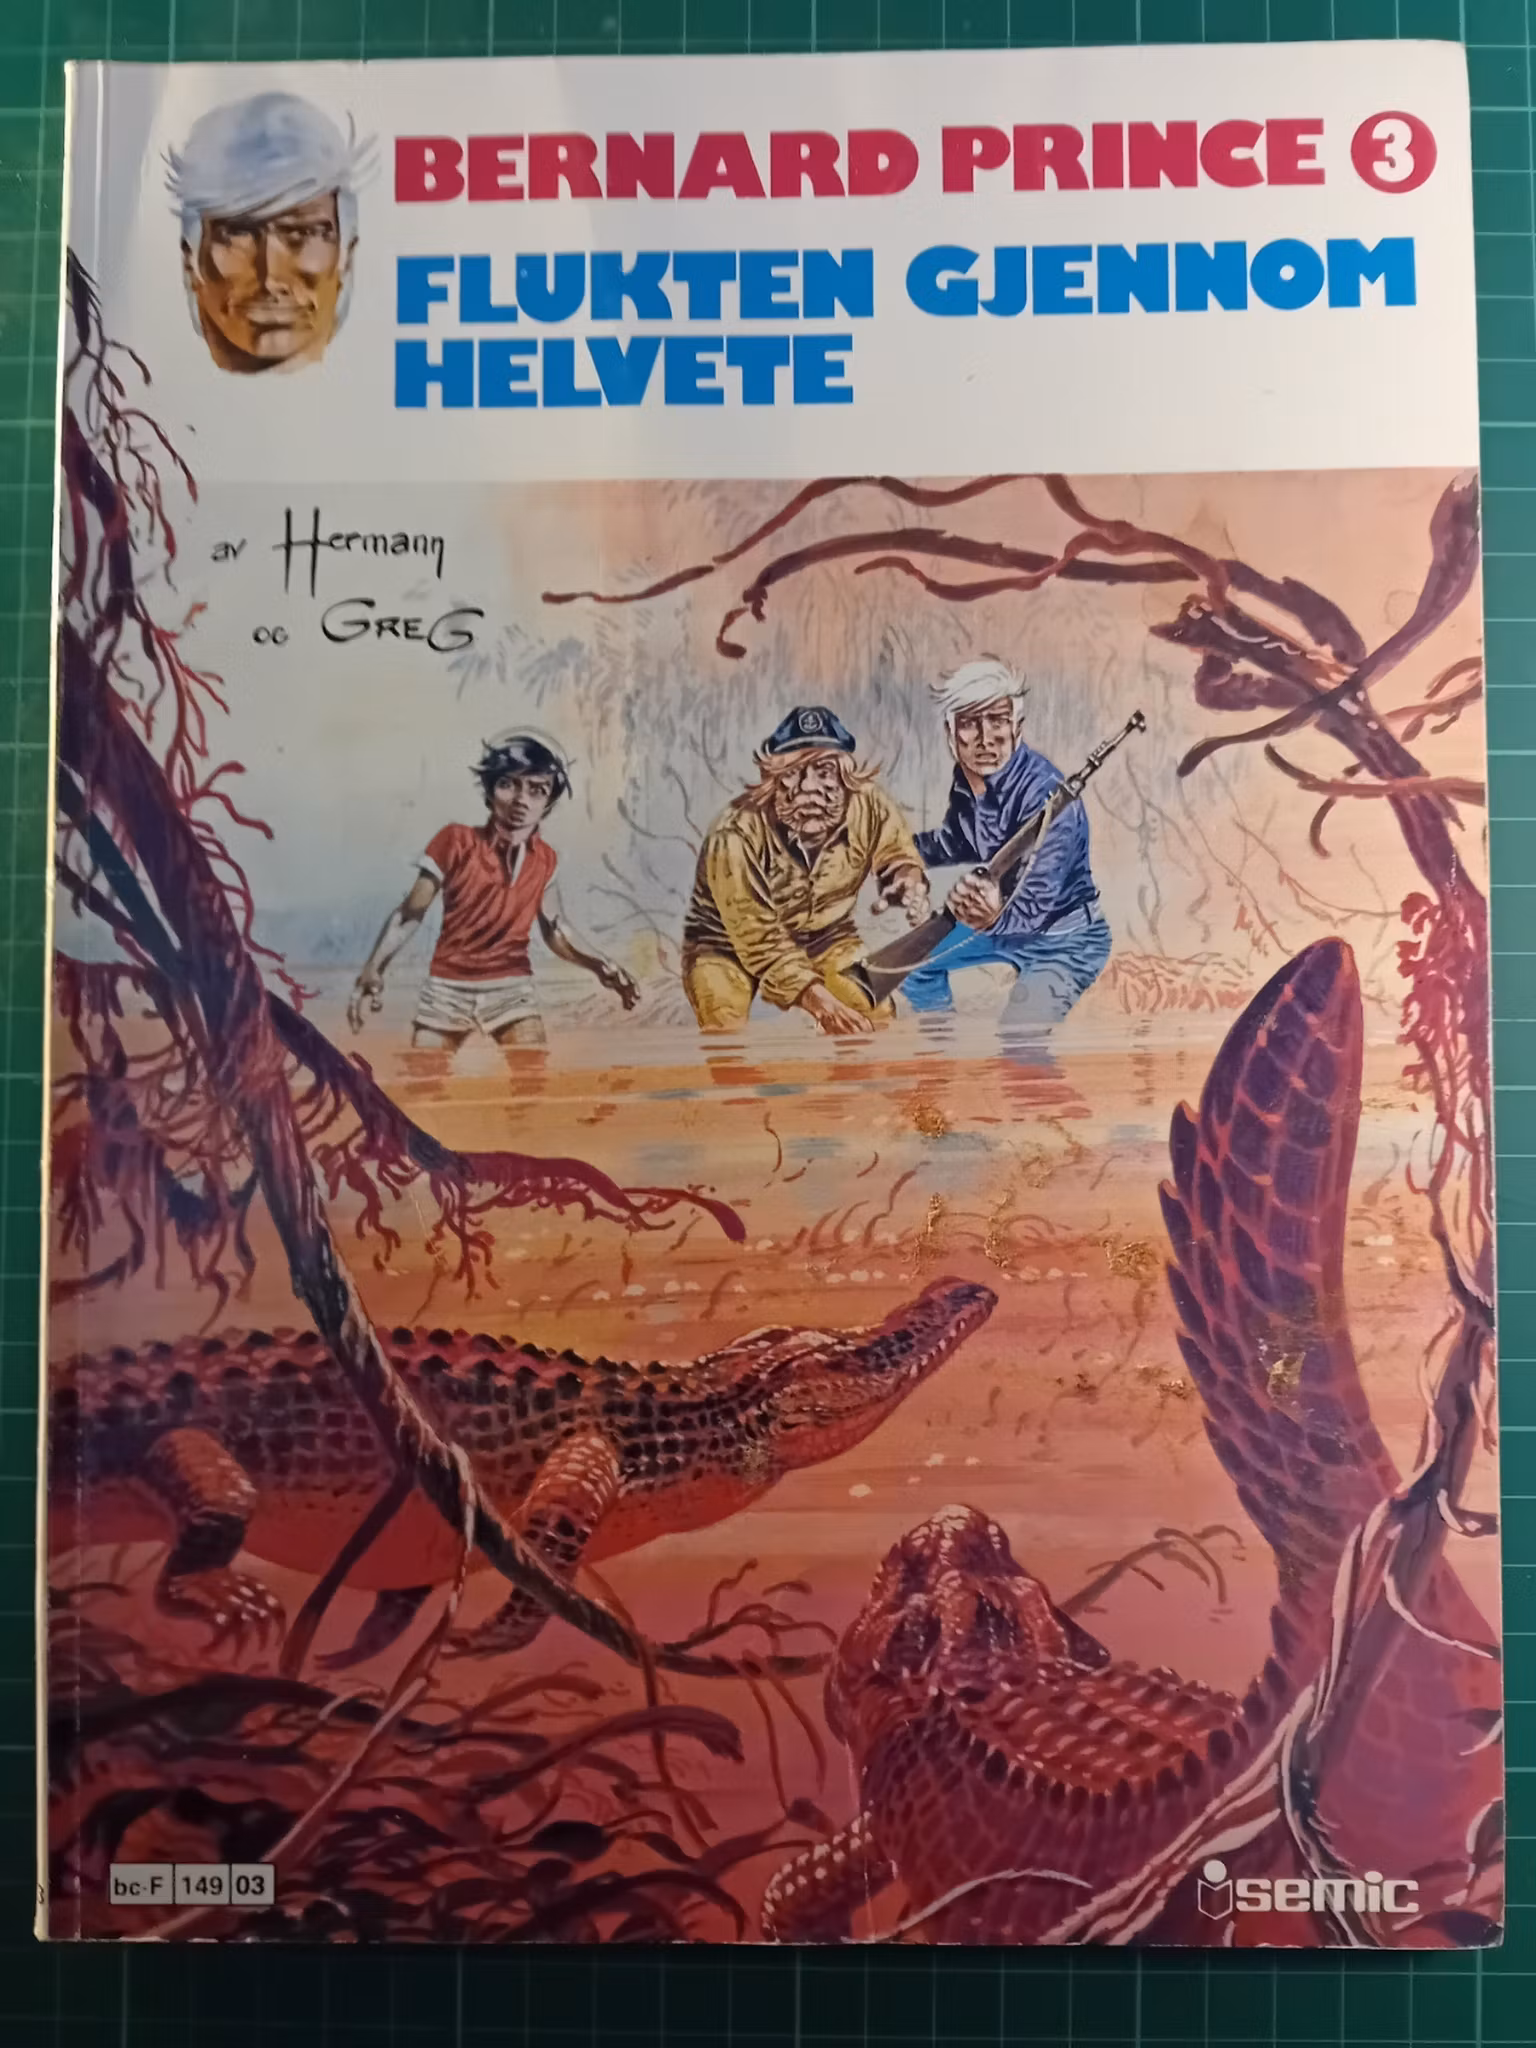 BERNARD PRINCE 3
FLUKTEN GJENNOM
HELVETE
av Hermann
OG GREG
bc-F 149 03
semic